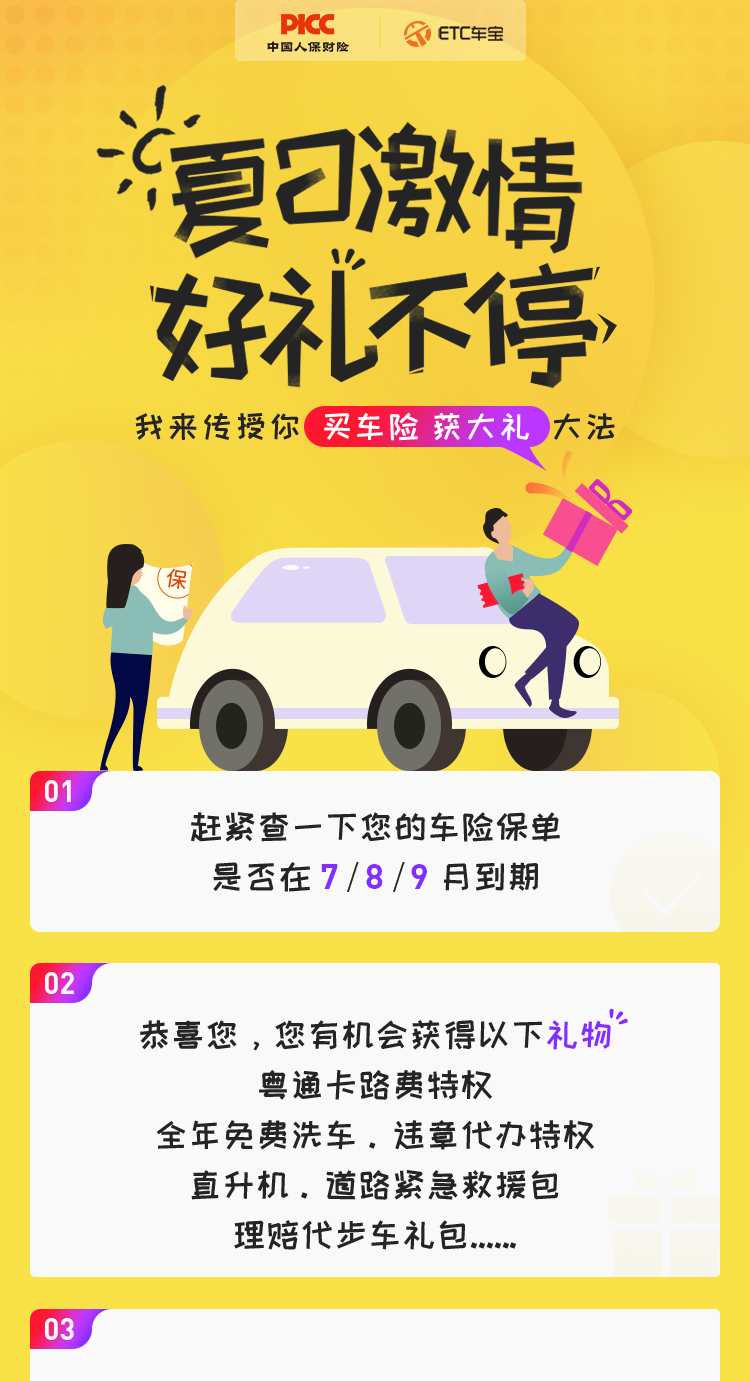 PICC
中国人保财险
ETC车宝
夏日激情
好礼不停
我来传授你买车险 获大礼大法
保
01
赶紧查一下您的车险保单
是否在 7/8/9 月到期
02
恭喜您，您有机会获得以下礼物
粤通卡路费特权
全年免费洗车．违章代办特权
直升机．道路紧急救援包
理赔代步车礼包......
03